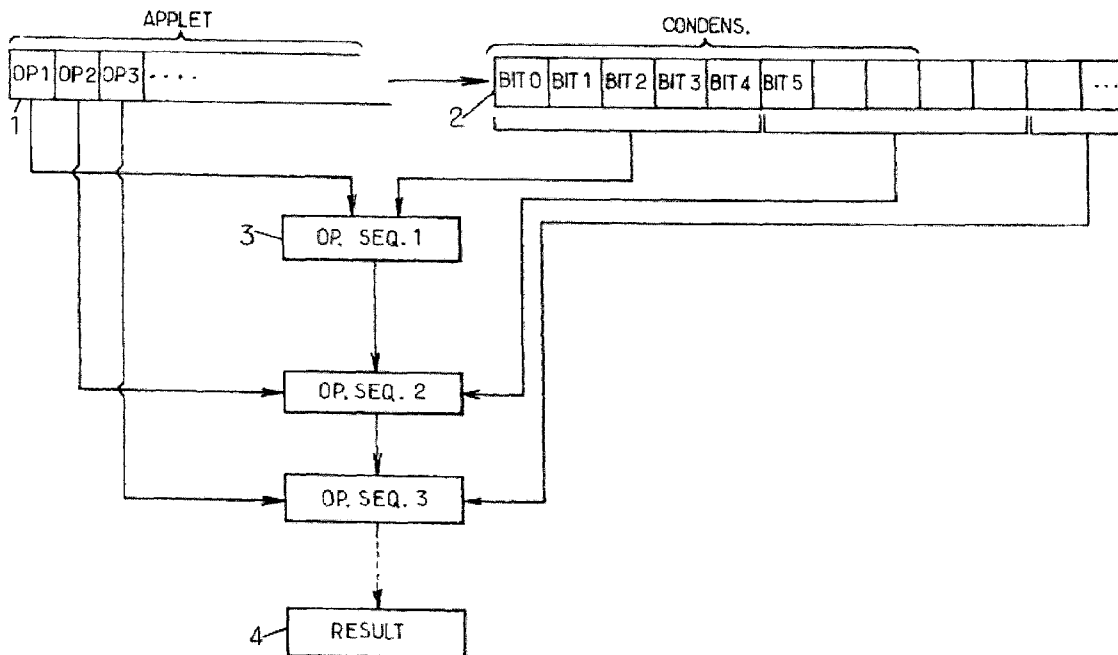 APPLET
CONDENS.
OP1 OP2 OP3 ····
BIT 0 BIT 1 BIT 2 BIT 3 BIT 4 BIT 5 ...
1
2
3
OP. SEQ. 1
OP. SEQ. 2
OP. SEQ. 3
4
RESULT